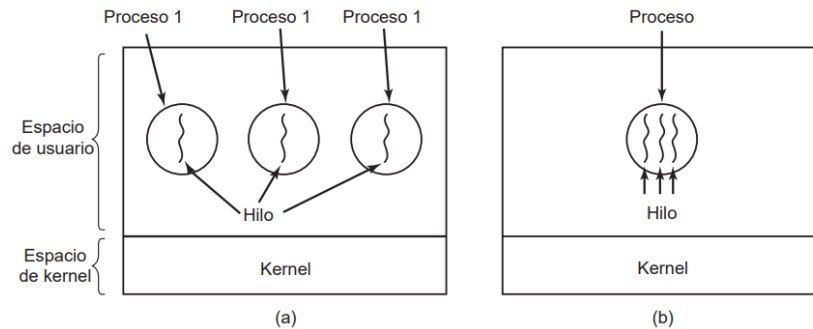 Proceso 1
Proceso 1
Proceso 1
Proceso
Espacio
de usuario
Hilo
Hilo
Espacio
de kernel
Kernel
Kernel
(a)
(b)